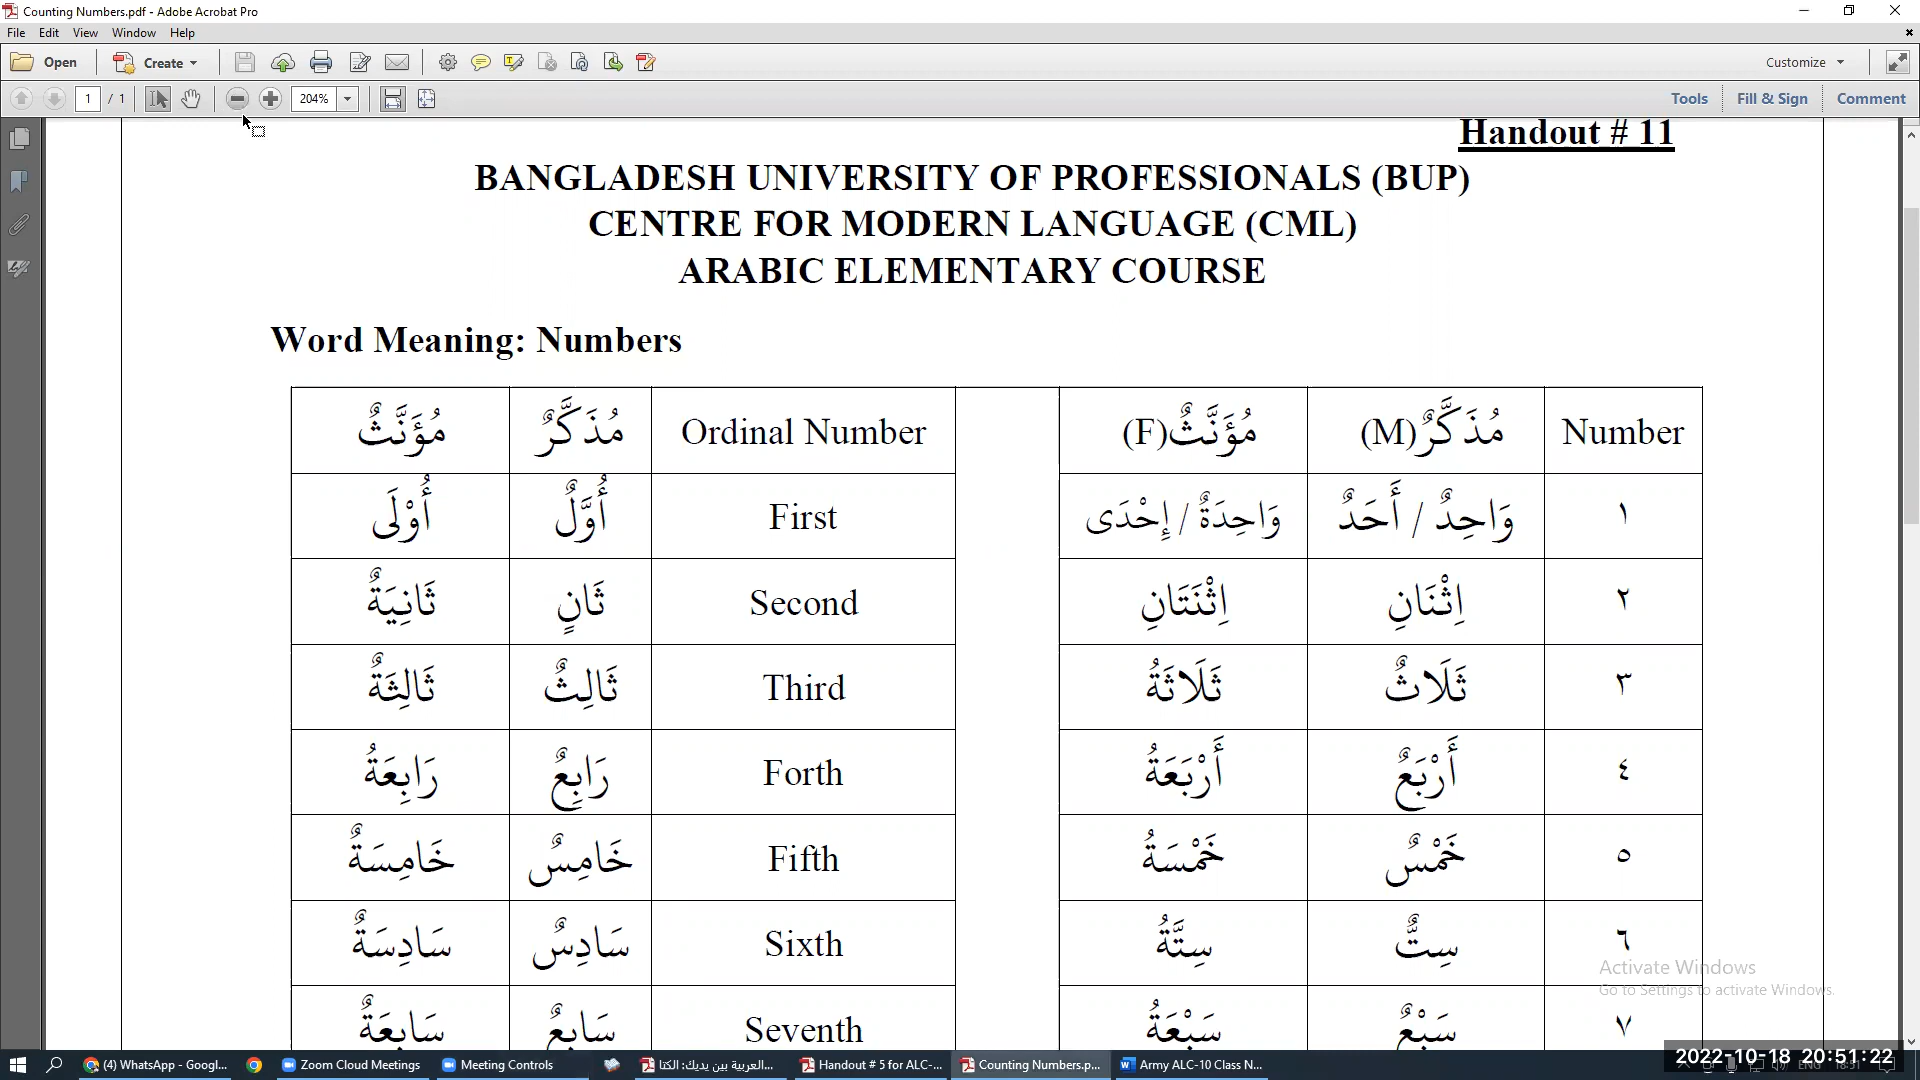 Counting Numbers.pdf - Adobe Acrobat Pro
File Edit View Window Help
Open Create Customize
1 / 1 204% Tools Fill & Sign Comment
Handout # 11
BANGLADESH UNIVERSITY OF PROFESSIONALS (BUP)
CENTRE FOR MODERN LANGUAGE (CML)
ARABIC ELEMENTARY COURSE
Word Meaning: Numbers
مُؤَنَّثٌ مُذَكَّرٌ Ordinal Number مُؤَنَّثٌ(F) مُذَكَّرٌ(M) Number
أُوْلَى أُوَّلٌ First وَاحِدَةٌ / إِحْدَى وَاحِدٌ / أَحَدٌ ١
ثَانِيَةٌ ثَانٍ Second اِثْنَتَانِ اِثْنَانِ ٢
ثَالِثَةٌ ثَالِثٌ Third ثَلَاثَةُ ثَلَاثٌ ٣
رَابِعَةُ رَابِعٌ Forth أَرْبَعَةُ أَرْبَعٌ ٤
خَامِسَةٌ خَامِسٌ Fifth خَمْسَةُ خَمْسٌ ٥
سَادِسَةٌ سَادِسٌ Sixth سِتَّةُ سِتٌّ ٦
سَابِعَةٌ سَابِعٌ Seventh سَبْعَةُ سَبْعٌ ٧
Activate Windows
Go to Settings to activate Windows.
(4) WhatsApp - Googl... Zoom Cloud Meetings Meeting Controls العربية بين يديك: الكتا... Handout # 5 for ALC-... Counting Numbers.p... Army ALC-10 Class N...
2022-10-18 20:51:22